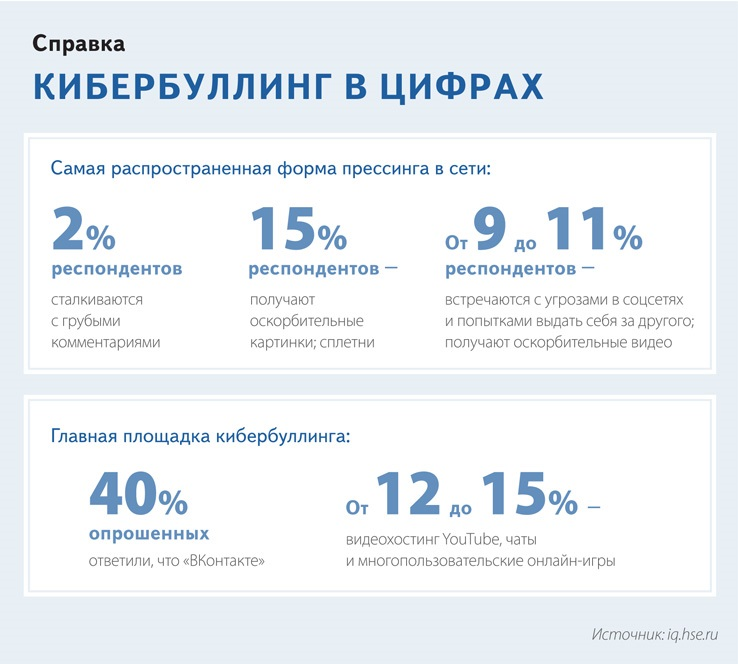 Справка
КИБЕРБУЛЛИНГ В ЦИФРАХ
Самая распространенная форма прессинга в сети:
2%
респондентов
сталкиваются
с грубыми
комментариями
15%
респондентов –
получают
оскорбительные
картинки; сплетни
От 9 до 11%
респондентов –
встречаются с угрозами в соцсетях
и попытками выдать себя за другого;
получают оскорбительные видео
Главная площадка кибербуллинга:
40%
опрошенных
ответили, что «ВКонтакте»
От 12 до 15% –
видеохостинг YouTube, чаты
и многопользовательские онлайн-игры
Источник: iq.hse.ru